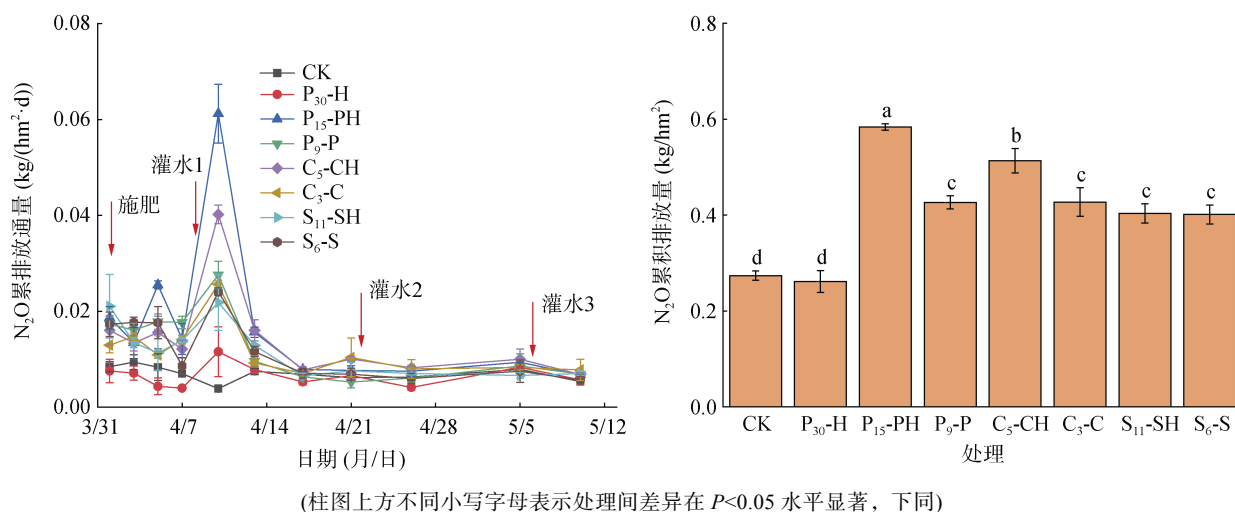 N₂O累排放通量 (kg/(hm²·d))
0.08
0.06
0.04
0.02
0.00
3/31 4/7 4/14 4/21 4/28 5/5 5/12
日期 (月/日)
施肥
灌水1
灌水2
灌水3
CK
P₃₀-H
P₁₅-PH
P₉-P
C₅-CH
C₃-C
S₁₁-SH
S₆-S
N₂O累积排放量 (kg/hm²)
0.8
0.6
0.4
0.2
0.0
d d a c b c c c
CK P₃₀-H P₁₅-PH P₉-P C₅-CH C₃-C S₁₁-SH S₆-S
处理
(柱图上方不同小写字母表示处理间差异在 P<0.05 水平显著，下同)